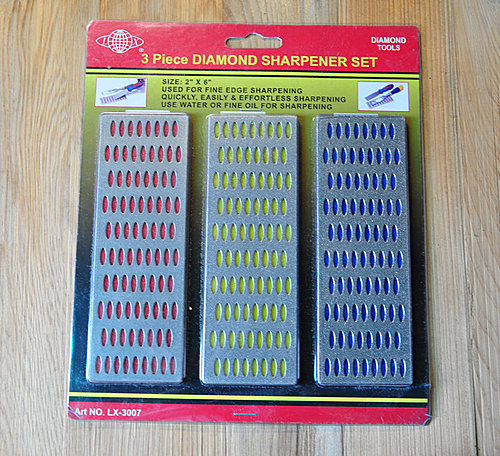 ®
3 Piece DIAMOND SHARPENER SET
DIAMOND
TOOLS
SIZE: 2" X 6"
USED FOR FINE EDGE SHARPENING
QUICKLY, EASILY & EFFORTLESS SHARPENING
USE WATER OR FINE OIL FOR SHARPENING
Art NO. LX-3007